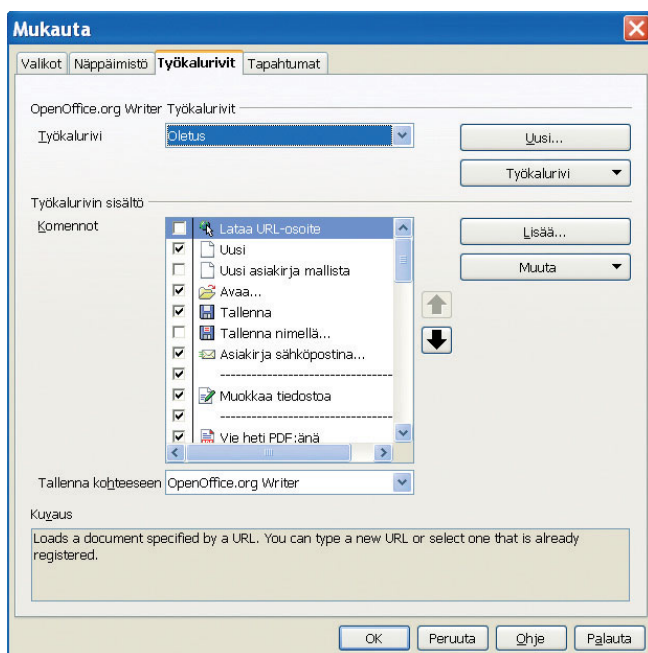 Mukauta
Valikot Näppäimistö Työkalurivit Tapahtumat
OpenOffice.org Writer Työkalurivit
Työkalurivi Oletus Uusi...
Työkalurivi
Työkalurivin sisältö
Komennot Lataa URL-osoite Lisää...
Uusi
Uusi asiakirja mallista Muuta
Avaa...
Tallenna
Tallenna nimellä...
Asiakirja sähköpostina...
--------------------------------
Muokkaa tiedostoa
--------------------------------
Vie heti PDF:änä
Tallenna kohteeseen OpenOffice.org Writer
Kuvaus
Loads a document specified by a URL. You can type a new URL or select one that is already
registered.
OK Peruuta Ohje Palauta